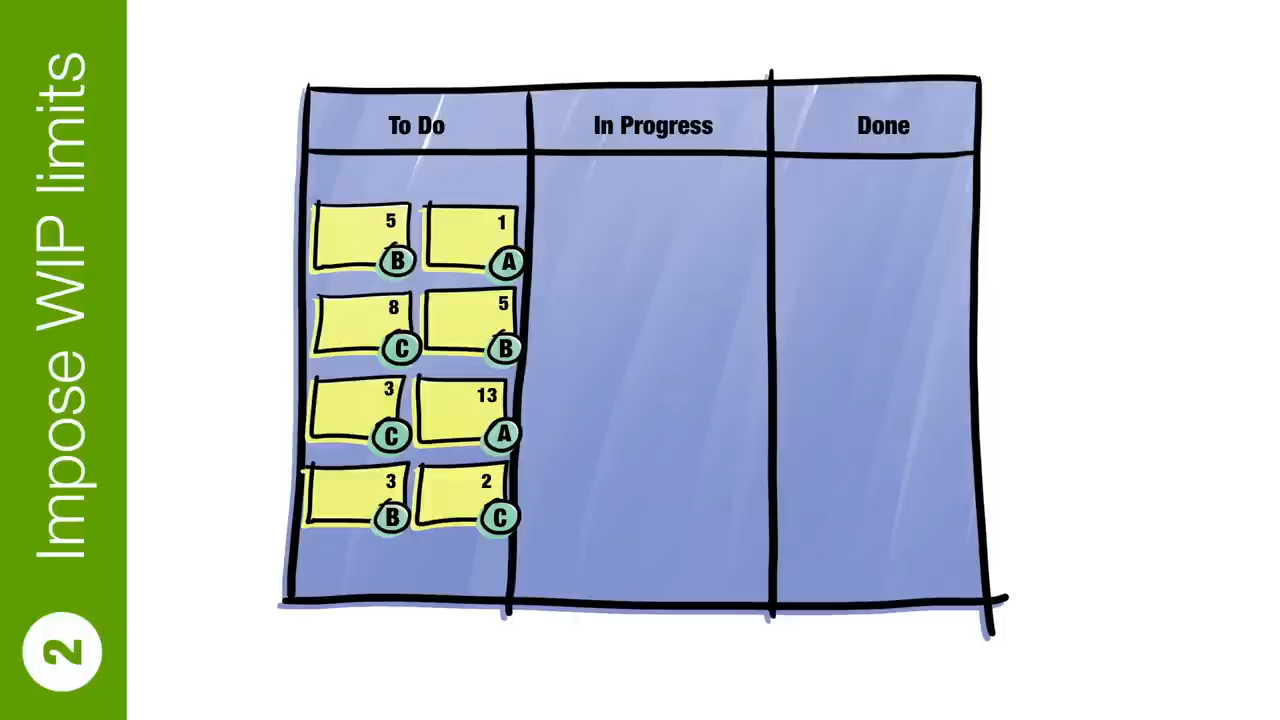 2 Impose WIP limits
To Do In Progress Done
5 1
B A
8 5
C B
3 13
C A
3 2
B C